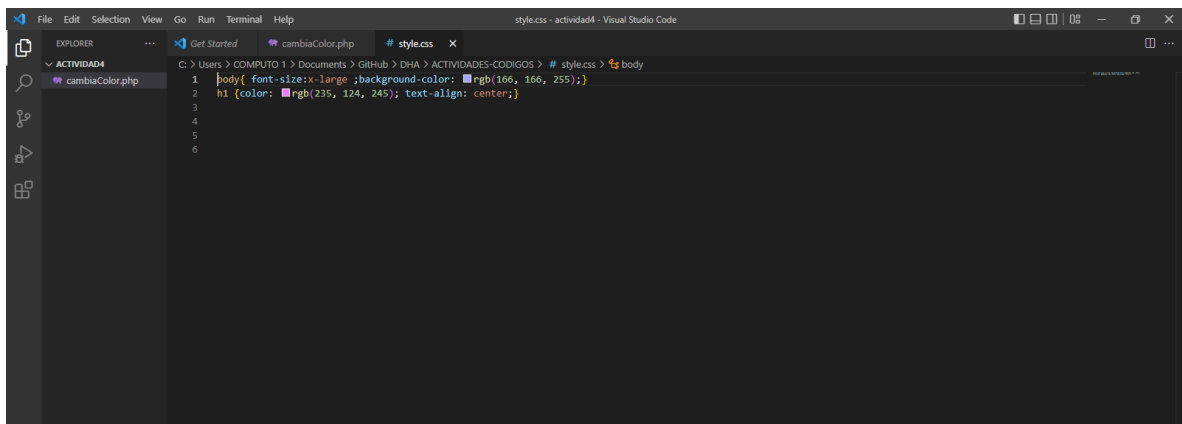 File Edit Selection View Go Run Terminal Help style.css - actividad4 - Visual Studio Code
EXPLORER ... Get Started cambiaColor.php # style.css
ACTIVIDAD4 C: > Users > COMPUTO 1 > Documents > GitHub > DHA > ACTIVIDADES-CODIGOS > # style.css > body
cambiaColor.php
1 body{ font-size:x-large ;background-color: rgb(166, 166, 255);}
2 h1 {color: rgb(235, 124, 245); text-align: center;}
3
4
5
6